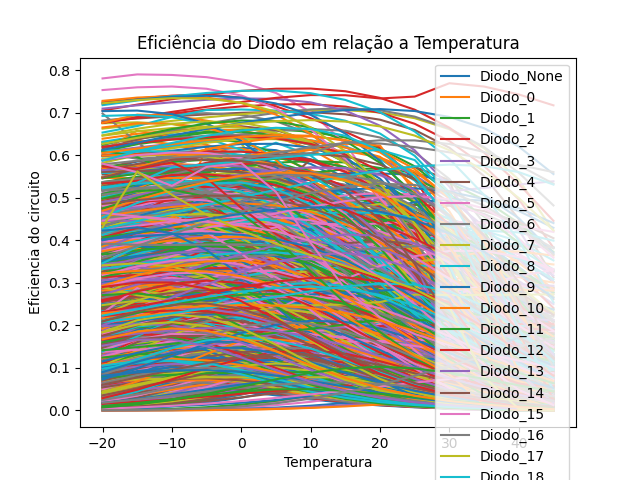 Eficiência do Diodo em relação a Temperatura
Eficiencia do circuito
0.8
0.7
0.6
0.5
0.4
0.3
0.2
0.1
0.0
−20
−10
0
10
20
30
40
Temperatura
Diodo_None
Diodo_0
Diodo_1
Diodo_2
Diodo_3
Diodo_4
Diodo_5
Diodo_6
Diodo_7
Diodo_8
Diodo_9
Diodo_10
Diodo_11
Diodo_12
Diodo_13
Diodo_14
Diodo_15
Diodo_16
Diodo_17
Diodo_18